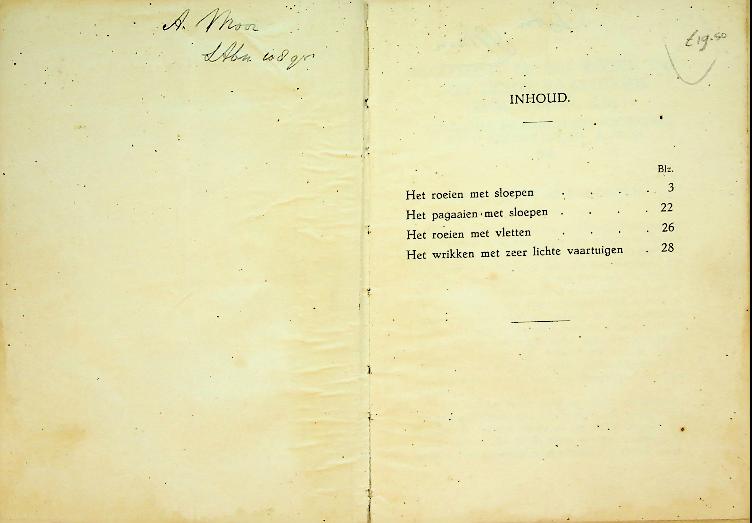 A. Moor
INHOUD.
Blz.
Het roeien met sloepen . . . . 3
Het pagaaien met sloepen . . . . 22
Het roeien met vletten . . . . 26
Het wrikken met zeer lichte vaartuigen . 28